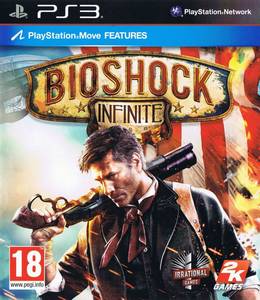 PS3
PlayStation®Network
PlayStation®Move FEATURES
BIOSHOCK
INFINITE
18
www.pegi.info
IRRATIONAL
GAMES
2K
GAMES